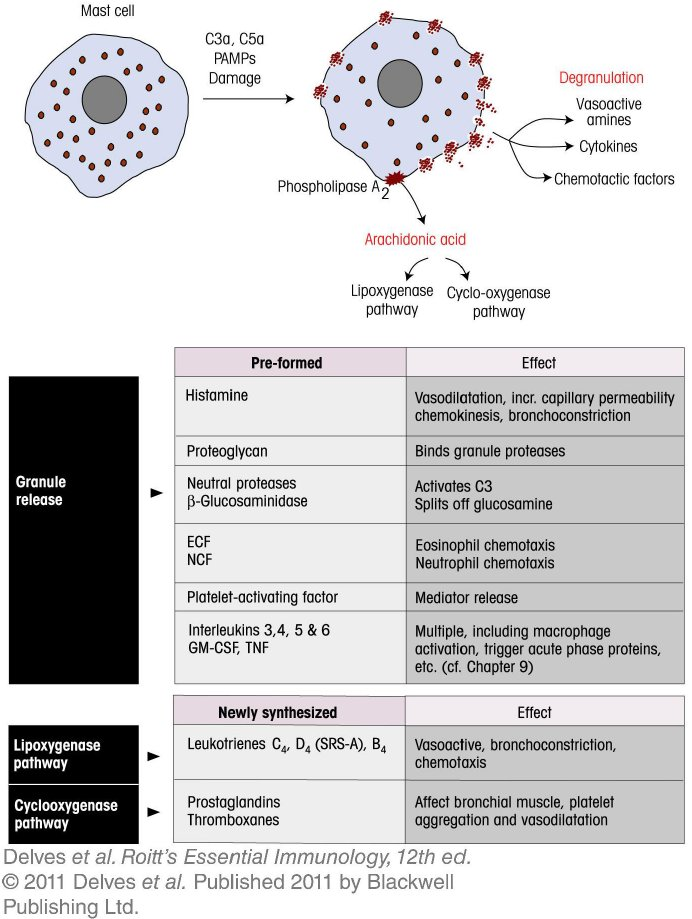 Mast cell
C3a, C5a
PAMPs
Damage
Degranulation
Vasoactive
amines
Cytokines
Chemotactic factors
Phospholipase A2
Arachidonic acid
Lipoxygenase
pathway
Cyclo-oxygenase
pathway
Pre-formed
Effect
Granule
release
Histamine
Vasodilatation, incr. capillary permeability
chemokinesis, bronchoconstriction
Proteoglycan
Binds granule proteases
Neutral proteases
β-Glucosaminidase
Activates C3
Splits off glucosamine
ECF
NCF
Eosinophil chemotaxis
Neutrophil chemotaxis
Platelet-activating factor
Mediator release
Interleukins 3,4, 5 & 6
GM-CSF, TNF
Multiple, including macrophage
activation, trigger acute phase proteins,
etc. (cf. Chapter 9)
Newly synthesized
Effect
Lipoxygenase
pathway
Leukotrienes C4, D4 (SRS-A), B4
Vasoactive, bronchoconstriction,
chemotaxis
Cyclooxygenase
pathway
Prostaglandins
Thromboxanes
Affect bronchial muscle, platelet
aggregation and vasodilatation
Delves et al. Roitt's Essential Immunology, 12th ed.
© 2011 Delves et al. Published 2011 by Blackwell
Publishing Ltd.